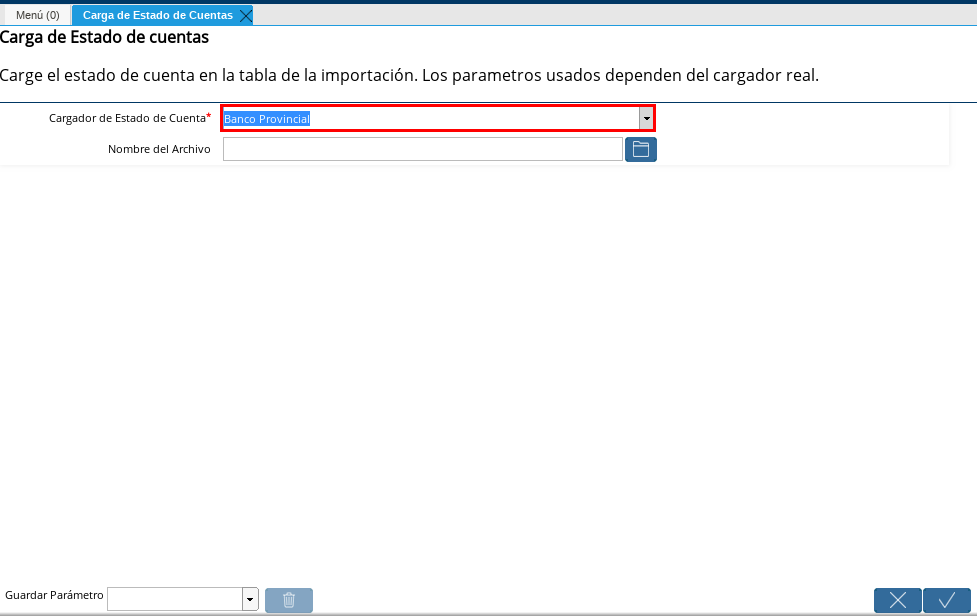 Menú (0)
Carga de Estado de Cuentas
Carga de Estado de cuentas
Carge el estado de cuenta en la tabla de la importación. Los parametros usados dependen del cargador real.
Cargador de Estado de Cuenta*
Banco Provincial
Nombre del Archivo
Guardar Parámetro